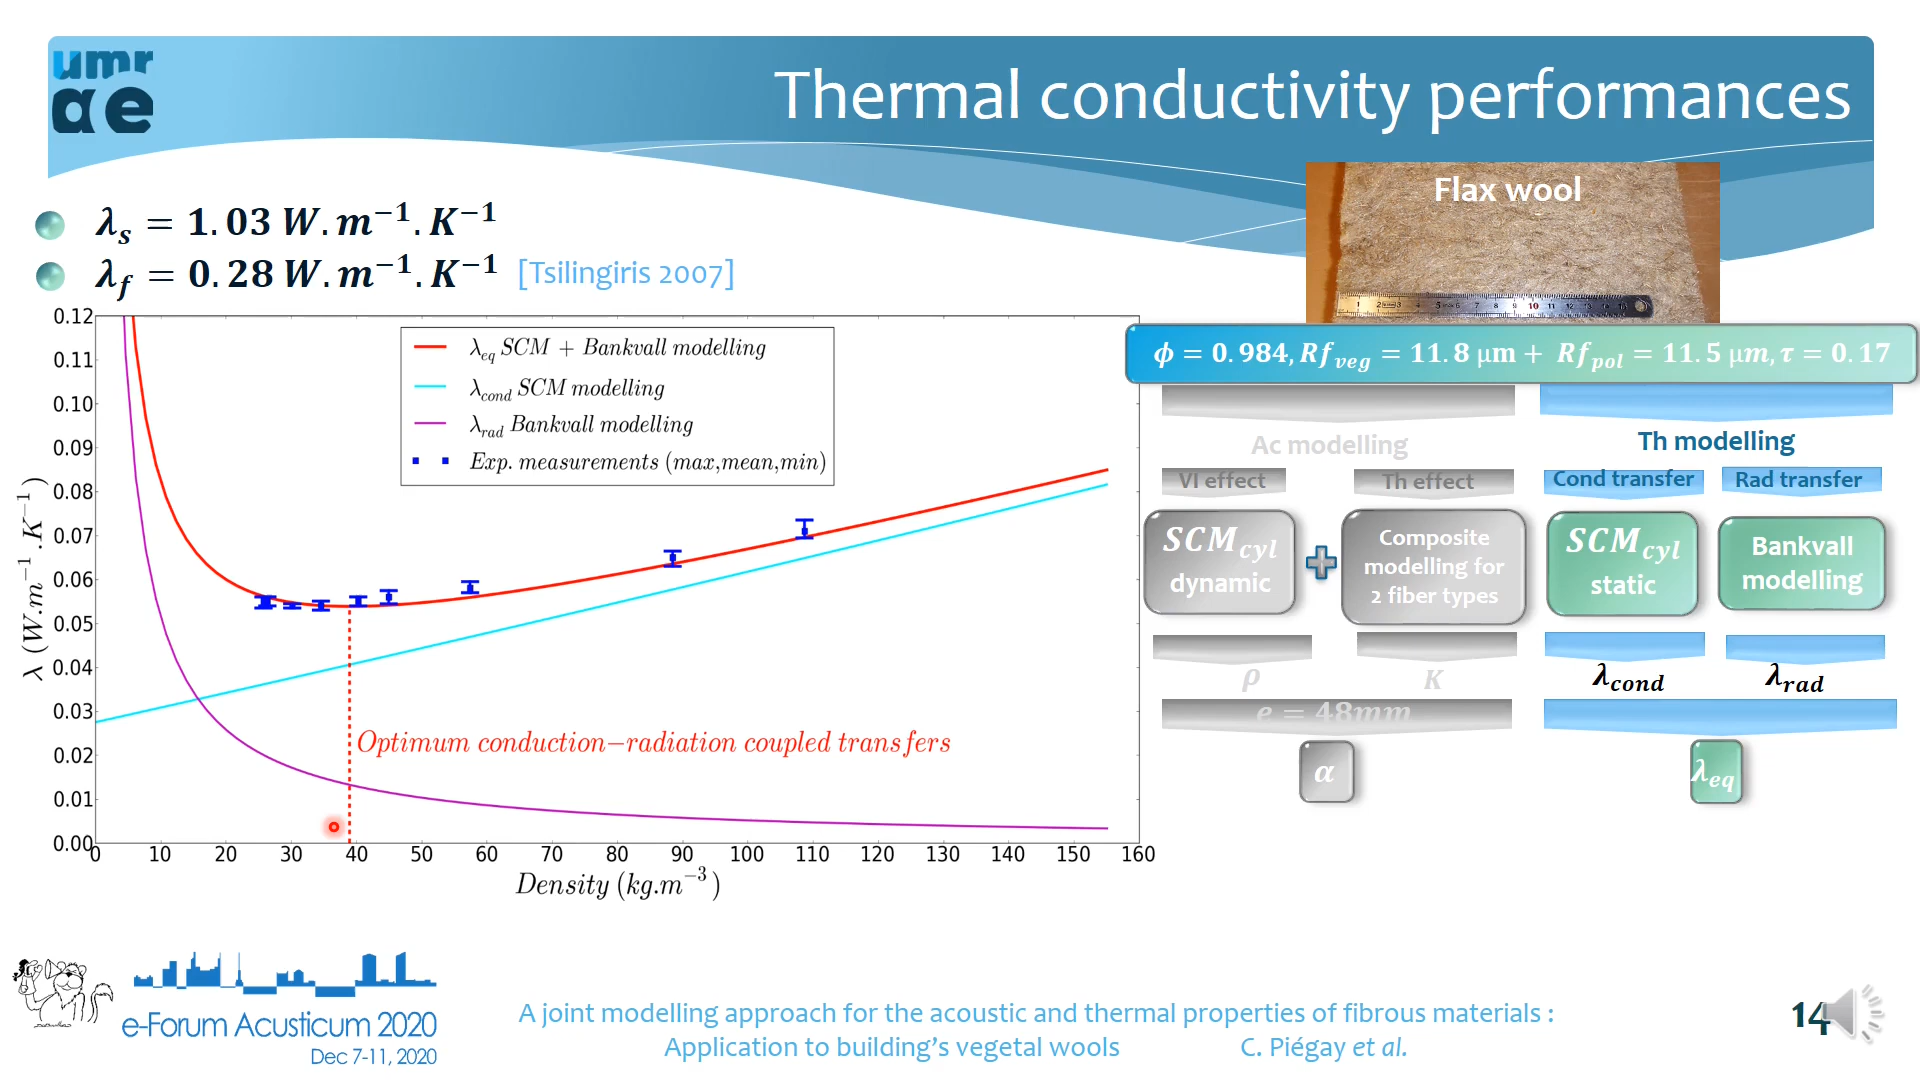 umr
ae
Thermal conductivity performances
Flax wool
λs = 1.03 W.m⁻¹.K⁻¹
λf = 0.28 W.m⁻¹.K⁻¹ [Tsilingiris 2007]
ϕ = 0.984, Rf veg = 11.8 μm + Rf pol = 11.5 μm, τ = 0.17
0.12
0.11
0.10
0.09
0.08
0.07
0.06
0.05
0.04
0.03
0.02
0.01
0.00
λ (W.m⁻¹.K⁻¹)
λeq SCM + Bankvall modelling
λcond SCM modelling
λrad Bankvall modelling
Exp. measurements (max,mean,min)
Optimum conduction−radiation coupled transfers
0 10 20 30 40 50 60 70 80 90 100 110 120 130 140 150 160
Density (kg.m⁻³)
Ac modelling
Th modelling
VI effect
Th effect
Cond transfer
Rad transfer
SCMcyl
dynamic
Composite
modelling for
2 fiber types
SCMcyl
static
Bankvall
modelling
ρ
K
λcond
λrad
e = 48mm
α
λeq
e-Forum Acusticum 2020
Dec 7-11, 2020
A joint modelling approach for the acoustic and thermal properties of fibrous materials :
Application to building’s vegetal wools C. Piégay et al.
14